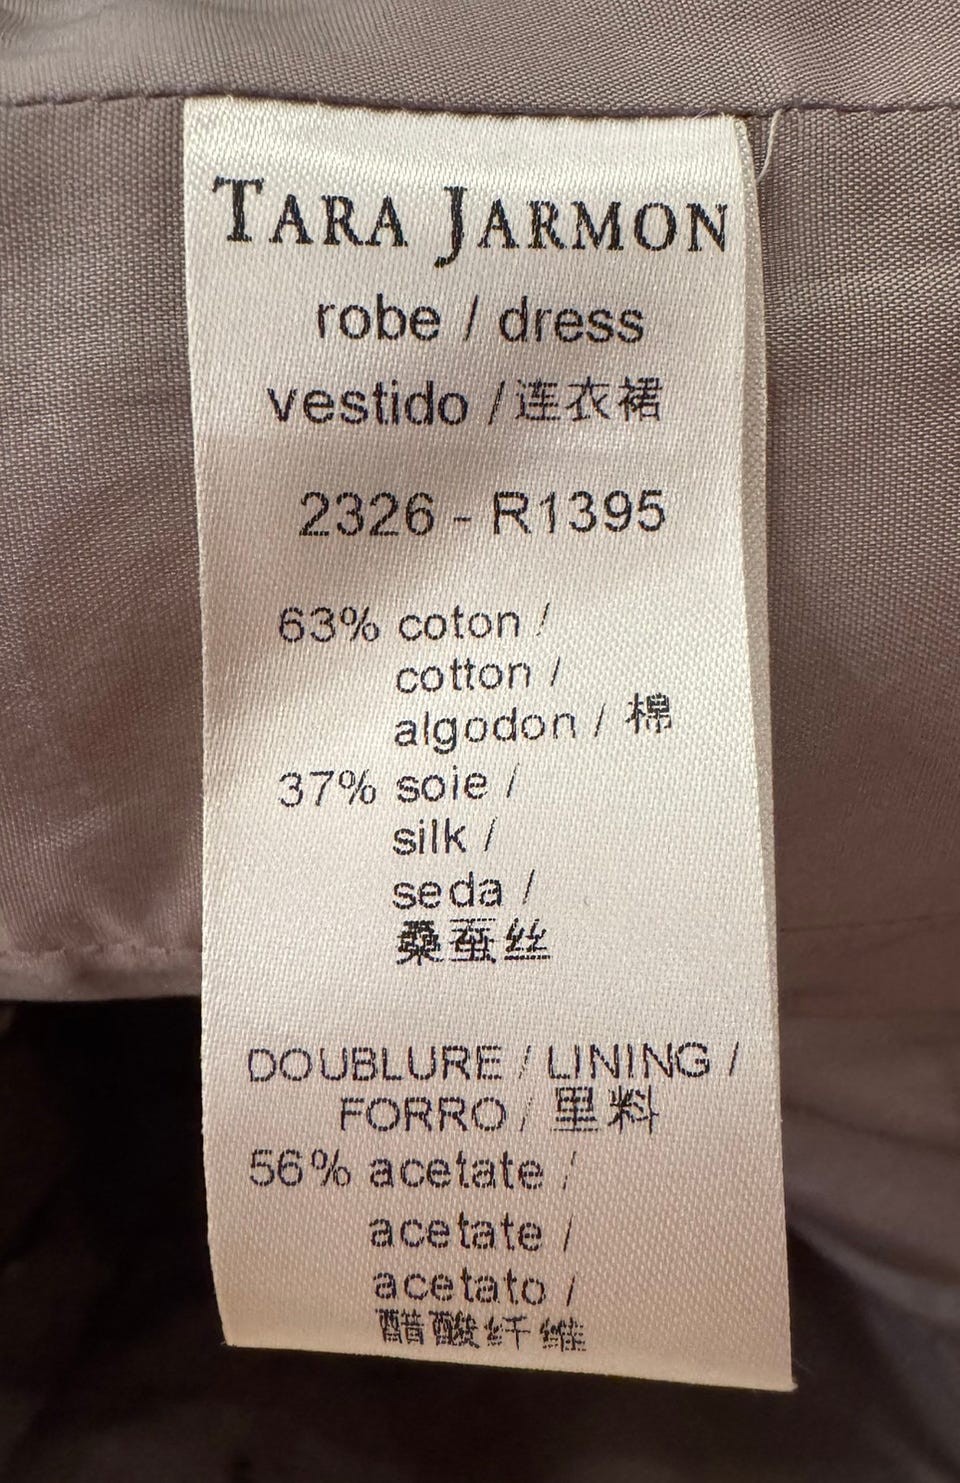 TARA JARMON
robe / dress
vestido / 连衣裙
2326 - R1395
63% coton /
cotton /
algodon / 棉
37% soie /
silk /
seda /
桑蚕丝
DOUBLURE / LINING /
FORRO / 里料
56% acetate /
acetate /
acetato /
醋酸纤维